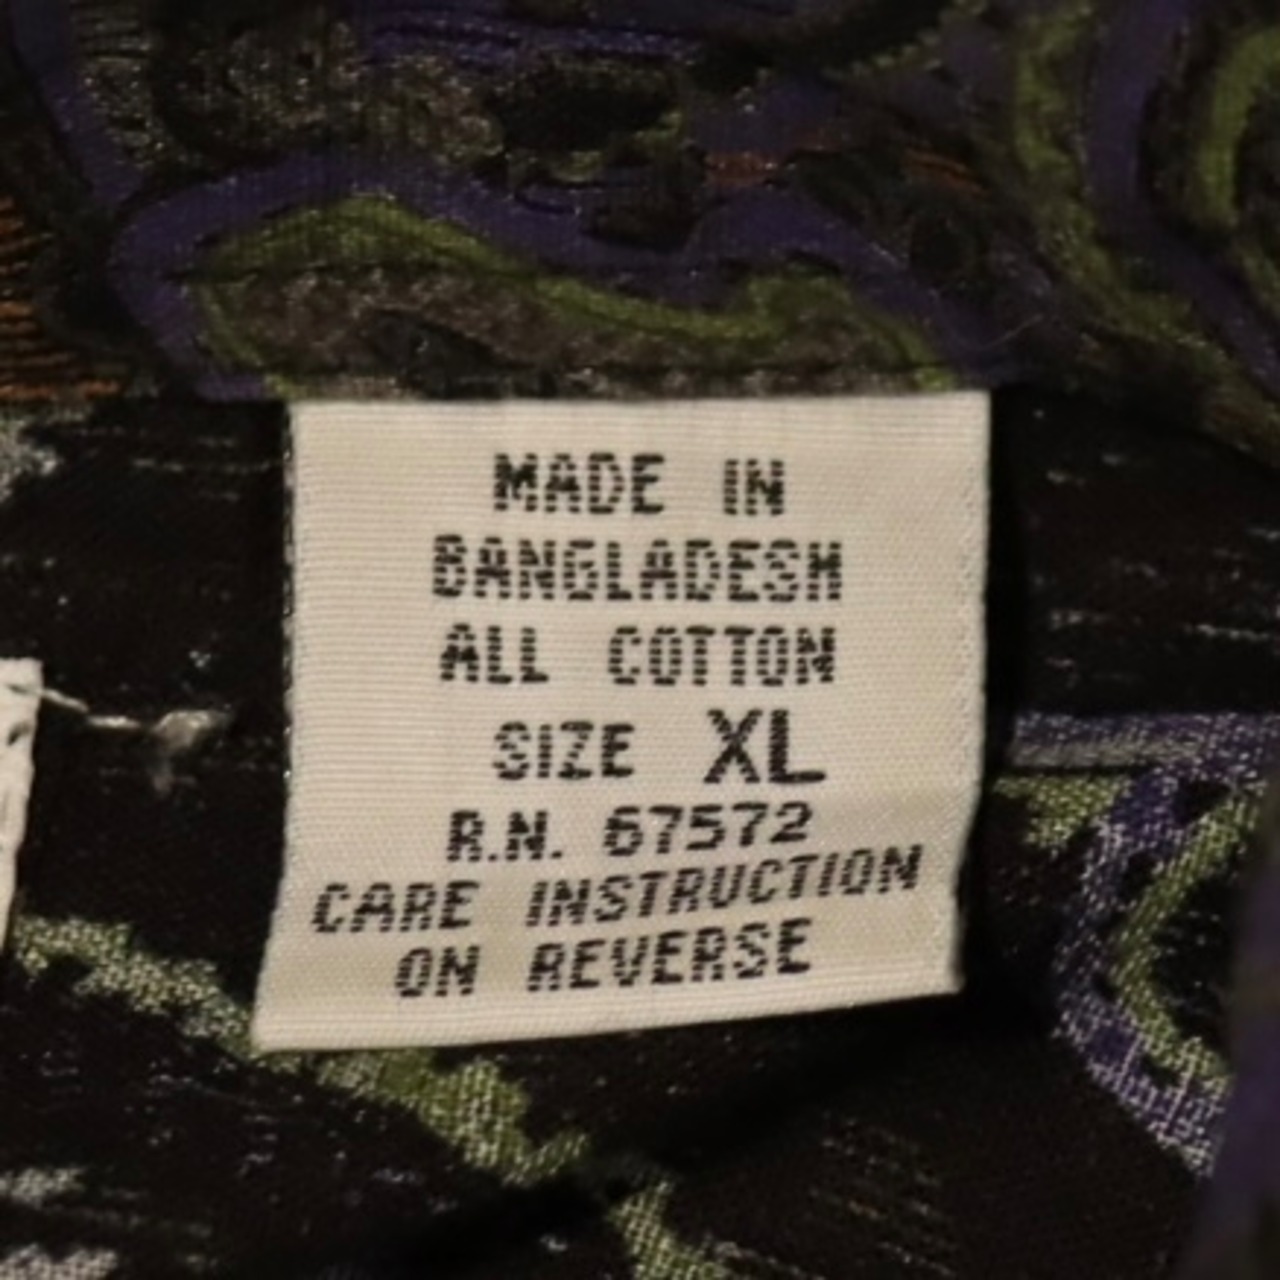 MADE IN
BANGLADESH
ALL COTTON
SIZE XL
R.N. 67572
CARE INSTRUCTION
ON REVERSE